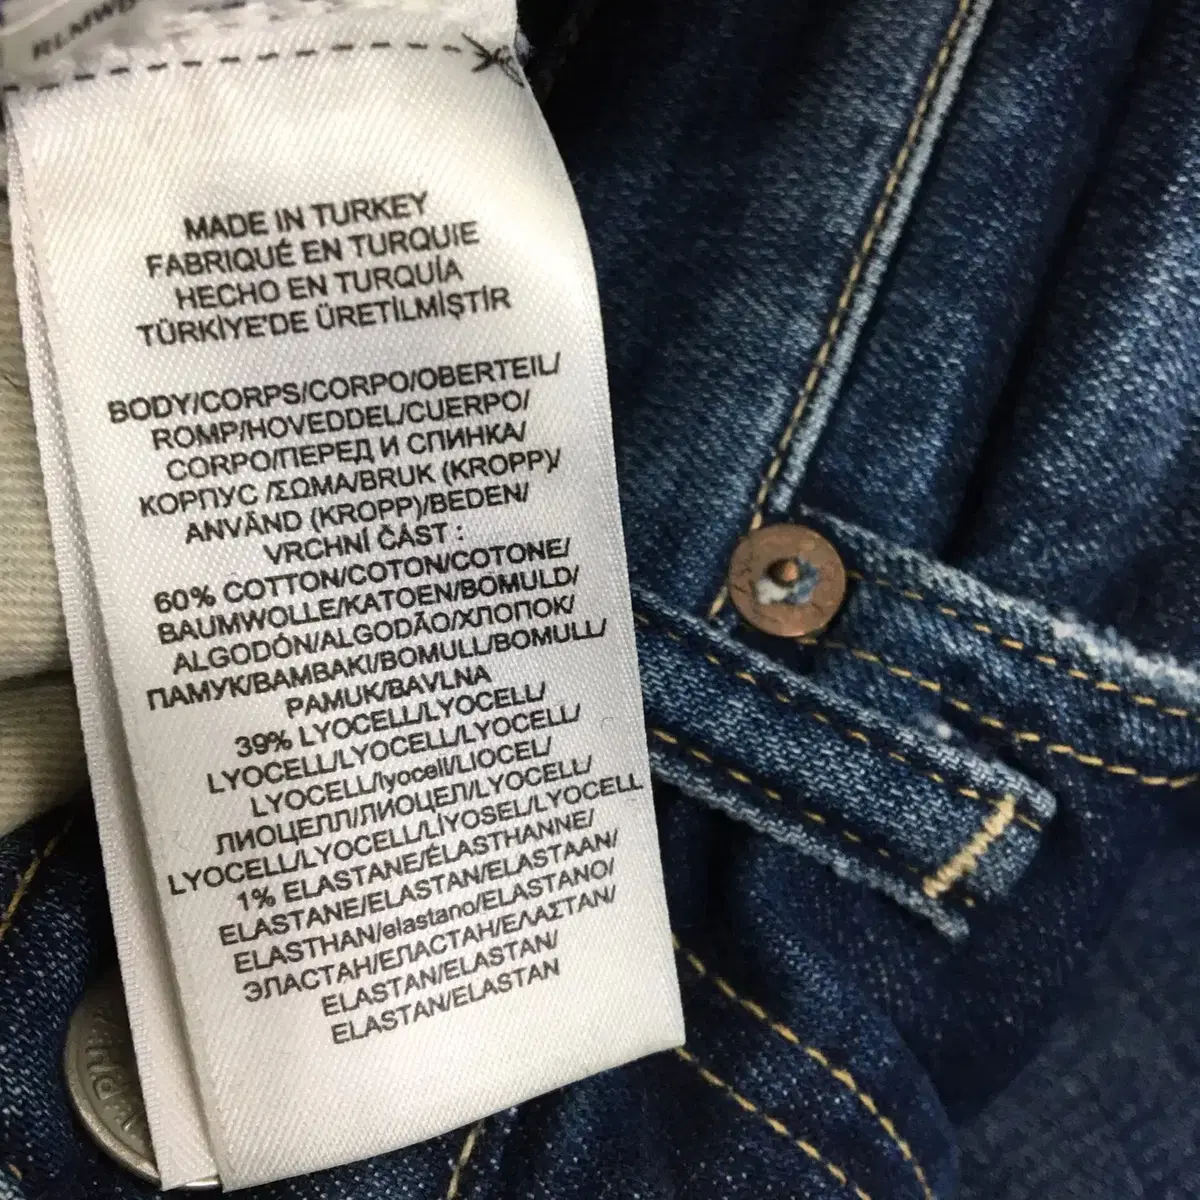 RLMWD
MADE IN TURKEY
FABRIQUÉ EN TURQUIE
HECHO EN TURQUÍA
TÜRKİYE'DE ÜRETİLMİŞTİR
BODY/CORPS/CORPO/OBERTEIL/
ROMP/HOVEDDEL/CUERPO/
CORPO/ПЕРЕД И СПИНКА/
КОРПУС /ΣΩΜΑ/BRUK (KROPP)/
ANVÄND (KROPP)/BEDEN/
VRCHNÍ ČÁST :
60% COTTON/COTON/COTONE/
BAUMWOLLE/KATOEN/BOMULD/
ALGODÓN/ALGODÃO/ХЛОПОК/
ПАМУК/ΒΑΜΒΑΚΙ/BOMULL/BOMULL/
PAMUK/BAVLNA
39% LYOCELL/LYOCELL/
LYOCELL/LYOCELL/LYOCELL/
LYOCELL/lyocell/LIOCEL/
ЛИОЦЕЛЛ/ЛИОЦЕЛ/LYOCELL/
LYOCELL/LYOCELL/LİYOSEL/LYOCELL
1% ELASTANE/ÉLASTHANNE/
ELASTANE/ELASTAN/ELASTAAN/
ELASTHAN/elastano/ELASTANO/
ЭЛАСТАН/ЕЛАСТАН/ΕΛΑΣΤΑΝ/
ELASTAN/ELASTAN/
ELASTAN/ELASTAN